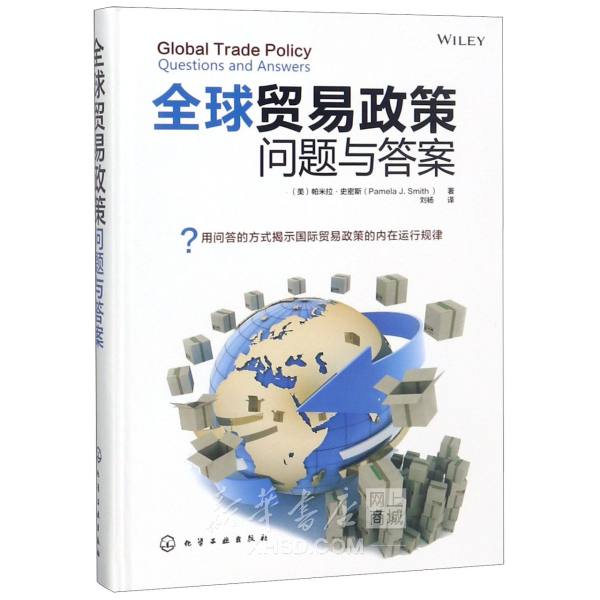 全球贸易政策问题与答案
WILEY
Global Trade Policy
Questions and Answers
全球贸易政策
问题与答案
（美）帕米拉·史密斯（Pamela J. Smith） 著
刘杨 译
?用问答的方式揭示国际贸易政策的内在运行规律
新华书店
网上
商城
XHSD.COM
化学工业出版社